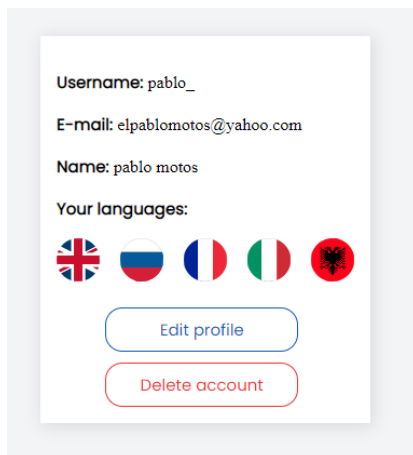 Username: pablo_
E-mail: elpablomotos@yahoo.com
Name: pablo motos
Your languages:
Edit profile
Delete account